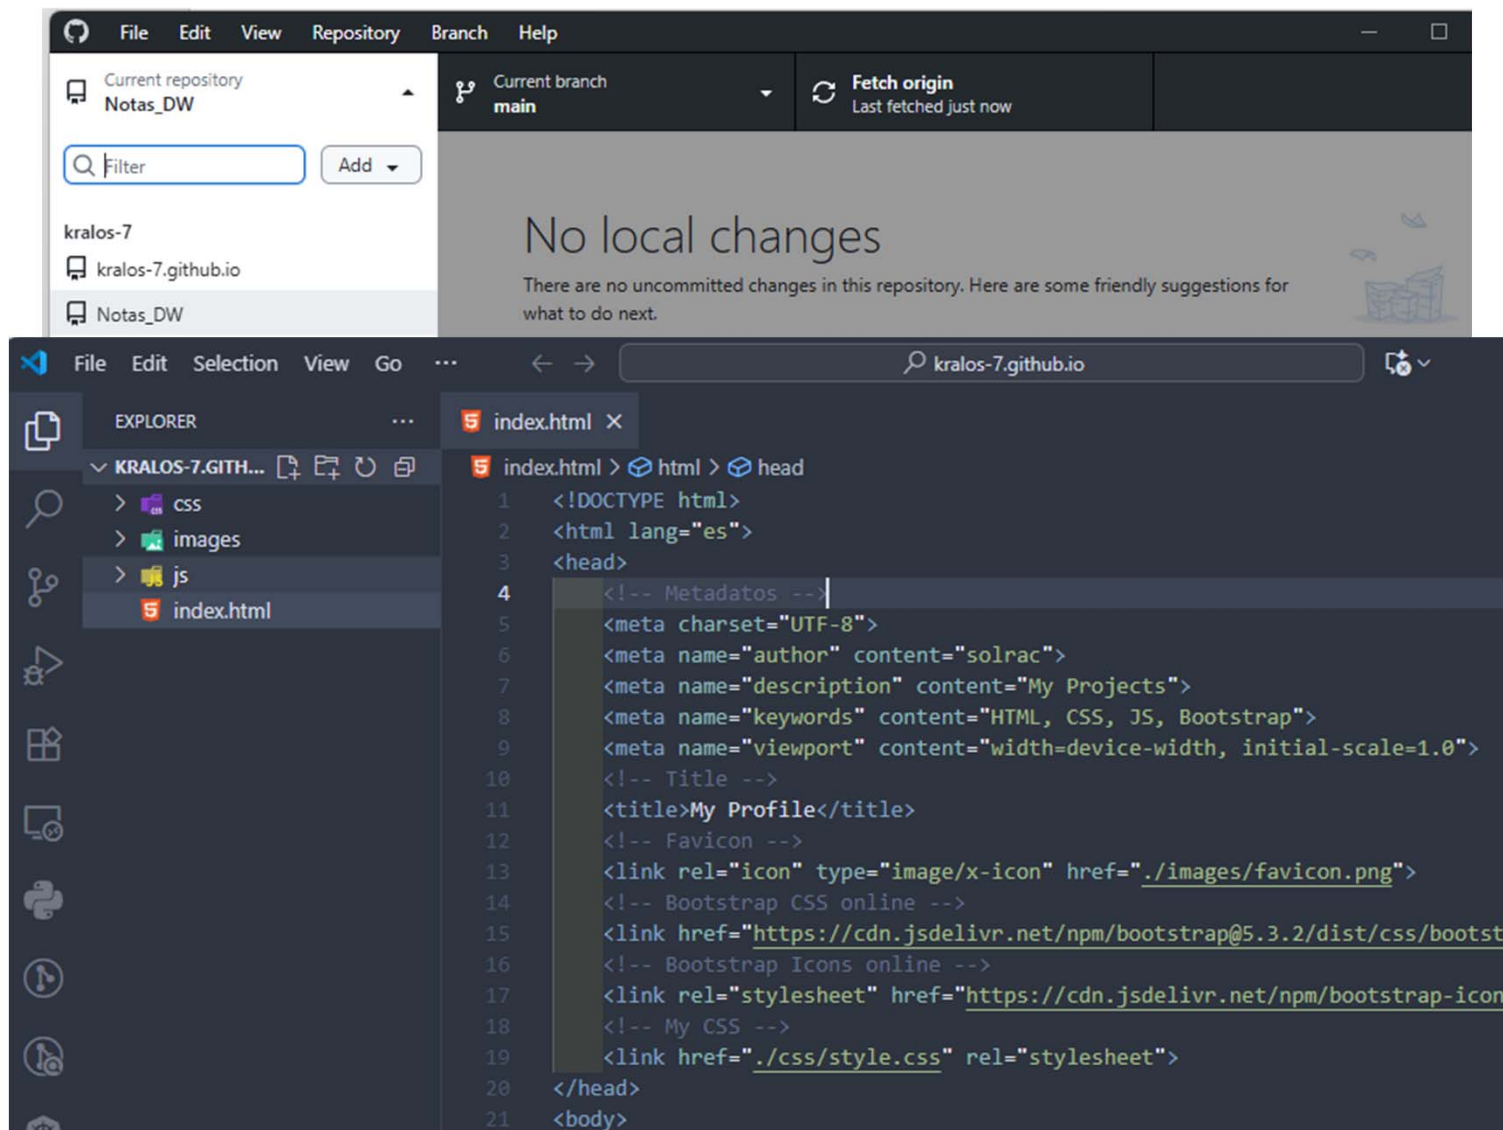 File Edit View Repository Branch Help
Current repository
Notas_DW
Current branch
main
Fetch origin
Last fetched just now
Filter
Add
kralos-7
kralos-7.github.io
Notas_DW
No local changes
There are no uncommitted changes in this repository. Here are some friendly suggestions for
what to do next.
File Edit Selection View Go ···
kralos-7.github.io
EXPLORER ···
KRALOS-7.GITH...
css
images
js
index.html
index.html
index.html > html > head
1 <!DOCTYPE html>
2 <html lang="es">
3 <head>
4 <!-- Metadatos -->
5 <meta charset="UTF-8">
6 <meta name="author" content="solrac">
7 <meta name="description" content="My Projects">
8 <meta name="keywords" content="HTML, CSS, JS, Bootstrap">
9 <meta name="viewport" content="width=device-width, initial-scale=1.0">
10 <!-- Title -->
11 <title>My Profile</title>
12 <!-- Favicon -->
13 <link rel="icon" type="image/x-icon" href="./images/favicon.png">
14 <!-- Bootstrap CSS online -->
15 <link href="https://cdn.jsdelivr.net/npm/bootstrap@5.3.2/dist/css/bootst
16 <!-- Bootstrap Icons online -->
17 <link rel="stylesheet" href="https://cdn.jsdelivr.net/npm/bootstrap-icon
18 <!-- My CSS -->
19 <link href="./css/style.css" rel="stylesheet">
20 </head>
21 <body>